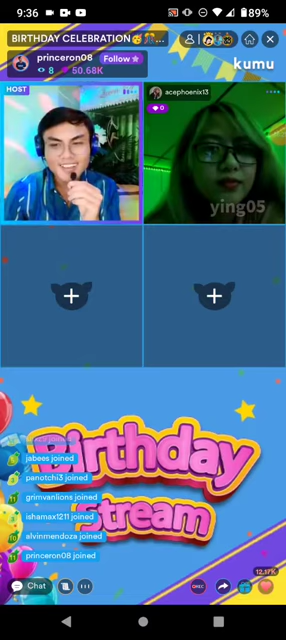 9:36
89%
BIRTHDAY CELEBRATION
princeron08
8 50.68K
Follow
kumu
HOST
acephoenix13
0
ying05
Birthday
Stream
jabees joined
panotchi3 joined
grimvanlions joined
ishamax1211 joined
alvinmendoza joined
princeron08 joined
12.17K
Chat